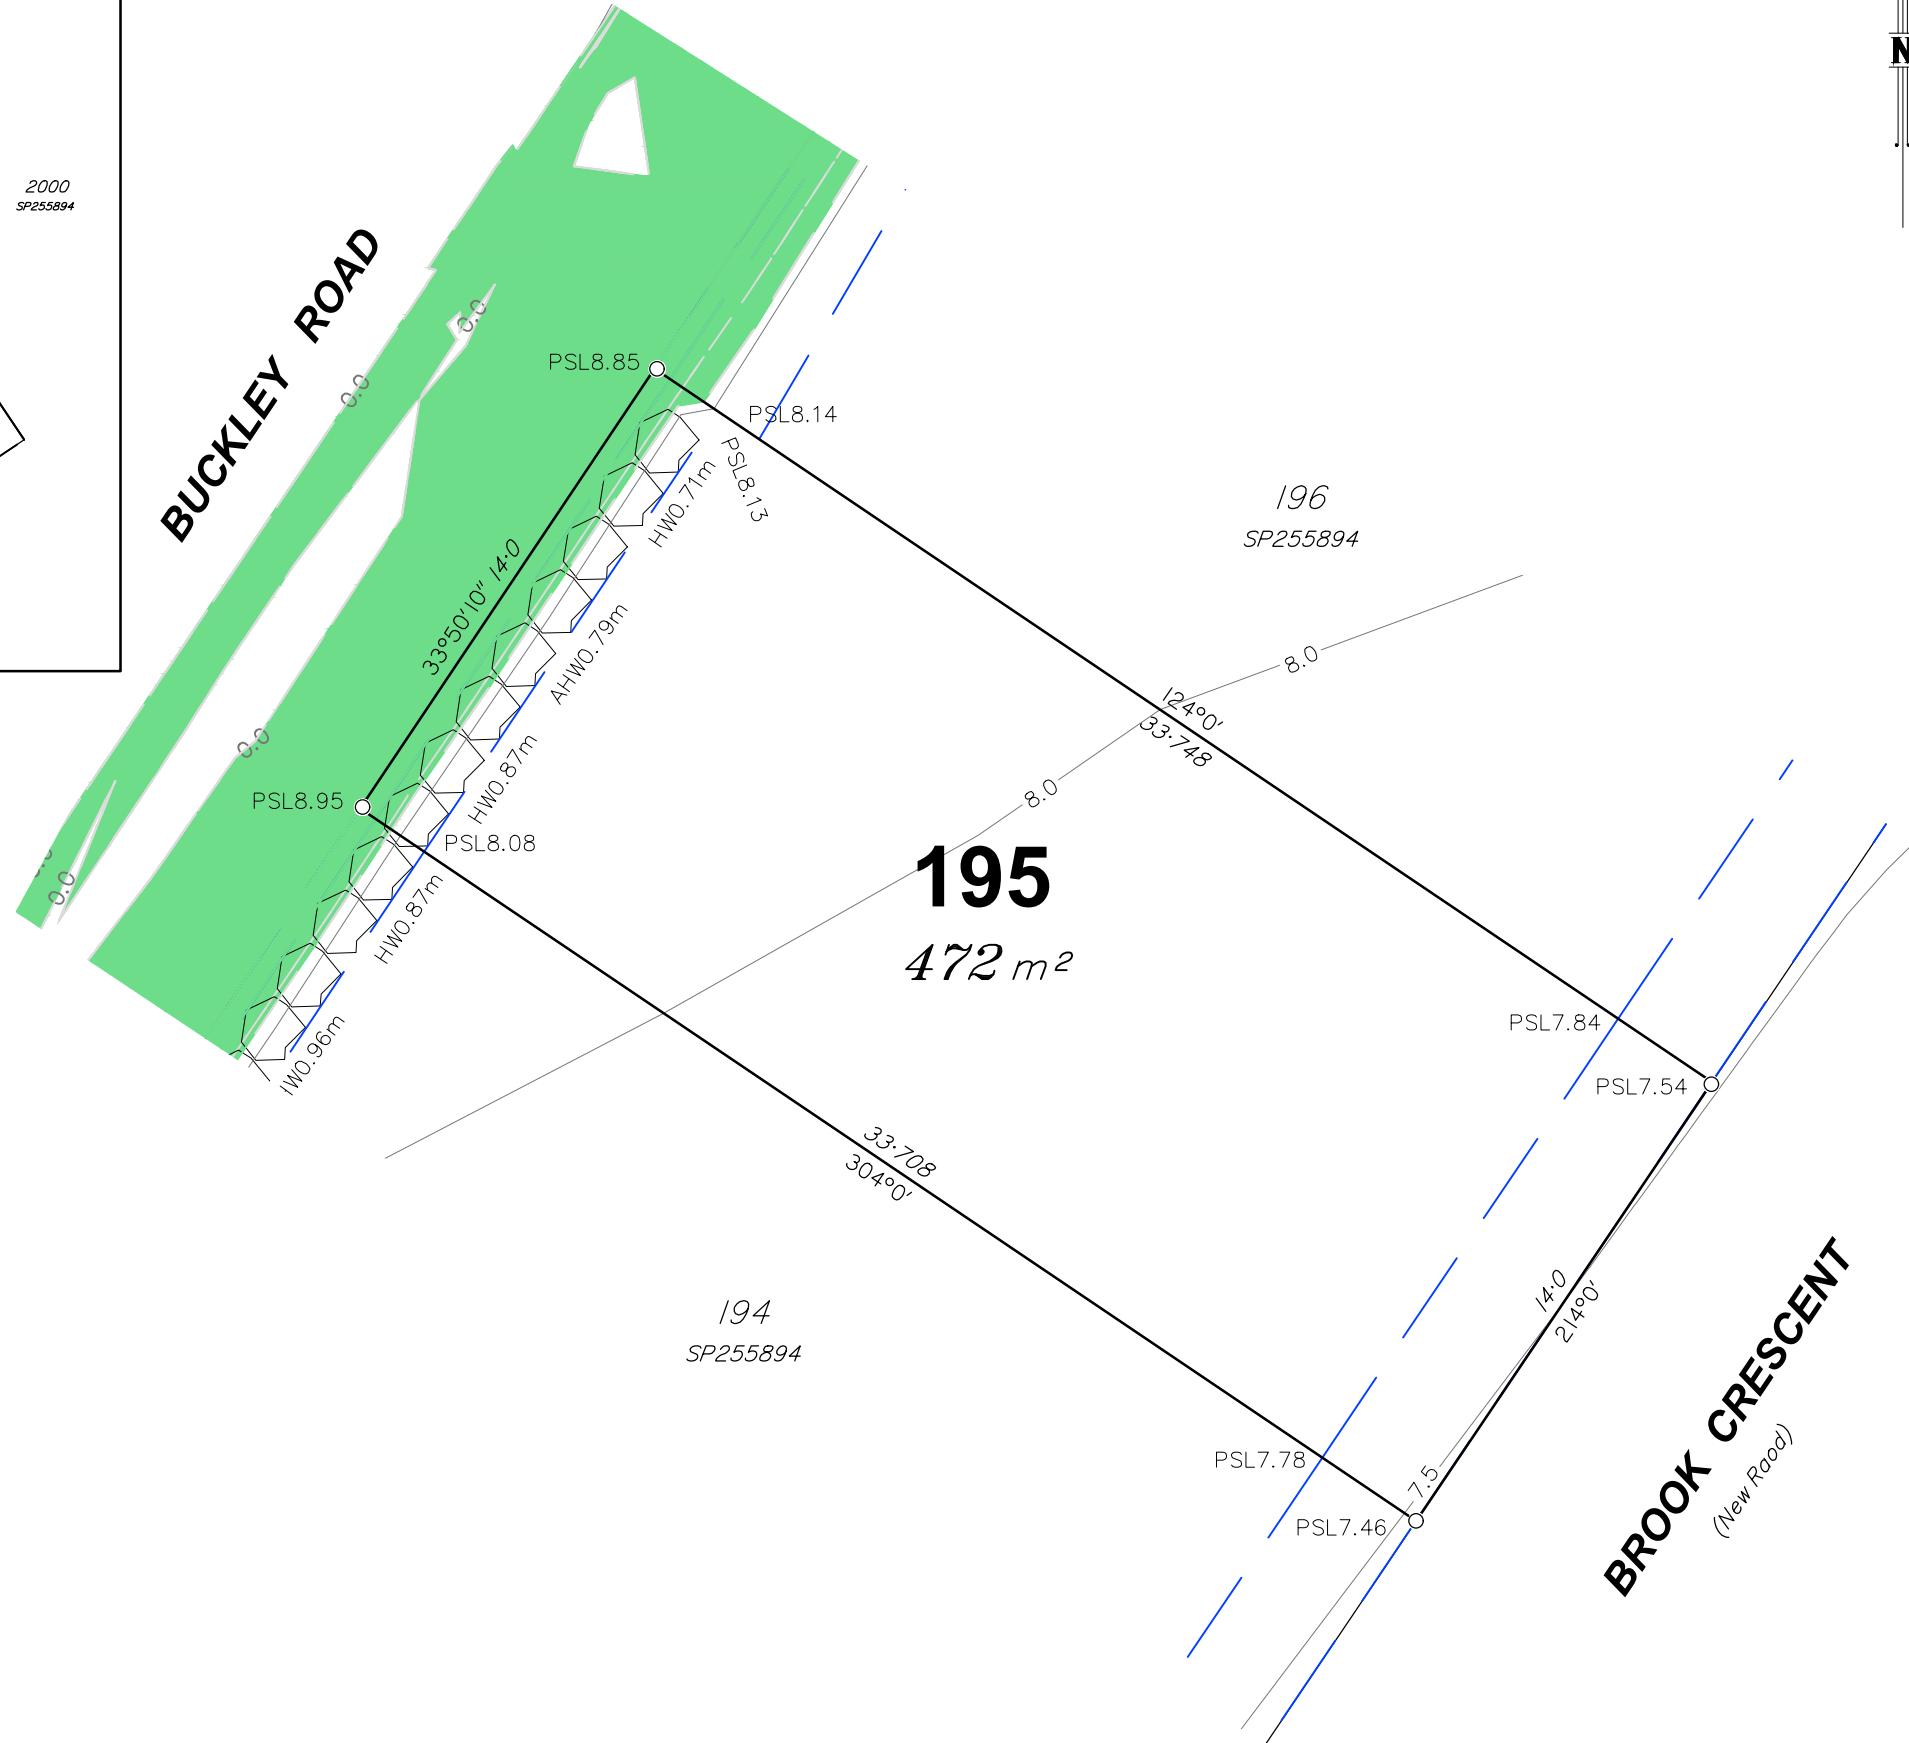 N
2000
SP255894
BUCKLEY ROAD
0.0
0.0
0.0
0.0
PSL8.85
PSL8.14
PSL8.13
HW0.71m
AHW0.79m
HW0.87m
HW0.87m
IW0.96m
33°50'10" 14·0
196
SP255894
8.0
8.0
124°0'
33·748
PSL8.95
PSL8.08
195
472 m²
PSL7.84
PSL7.54
33·708
304°0'
194
SP255894
14·0
214°0'
PSL7.78
7.5
PSL7.46
BROOK CRESCENT
(New Raod)